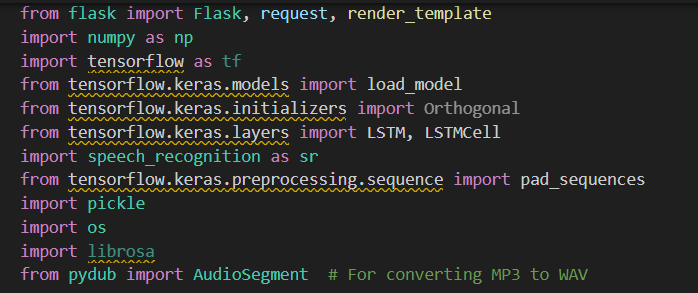 from flask import Flask, request, render_template
import numpy as np
import tensorflow as tf
from tensorflow.keras.models import load_model
from tensorflow.keras.initializers import Orthogonal
from tensorflow.keras.layers import LSTM, LSTMCell
import speech_recognition as sr
from tensorflow.keras.preprocessing.sequence import pad_sequences
import pickle
import os
import librosa
from pydub import AudioSegment  # For converting MP3 to WAV